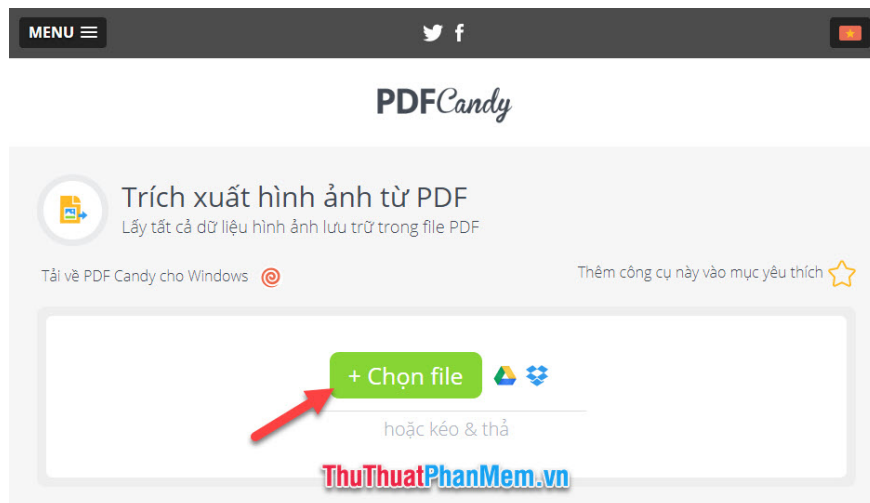 MENU
PDFCandy
Trích xuất hình ảnh từ PDF
Lấy tất cả dữ liệu hình ảnh lưu trữ trong file PDF
Tải về PDF Candy cho Windows
Thêm công cụ này vào mục yêu thích
+ Chọn file
hoặc kéo & thả
ThuThuatPhanMem.vn